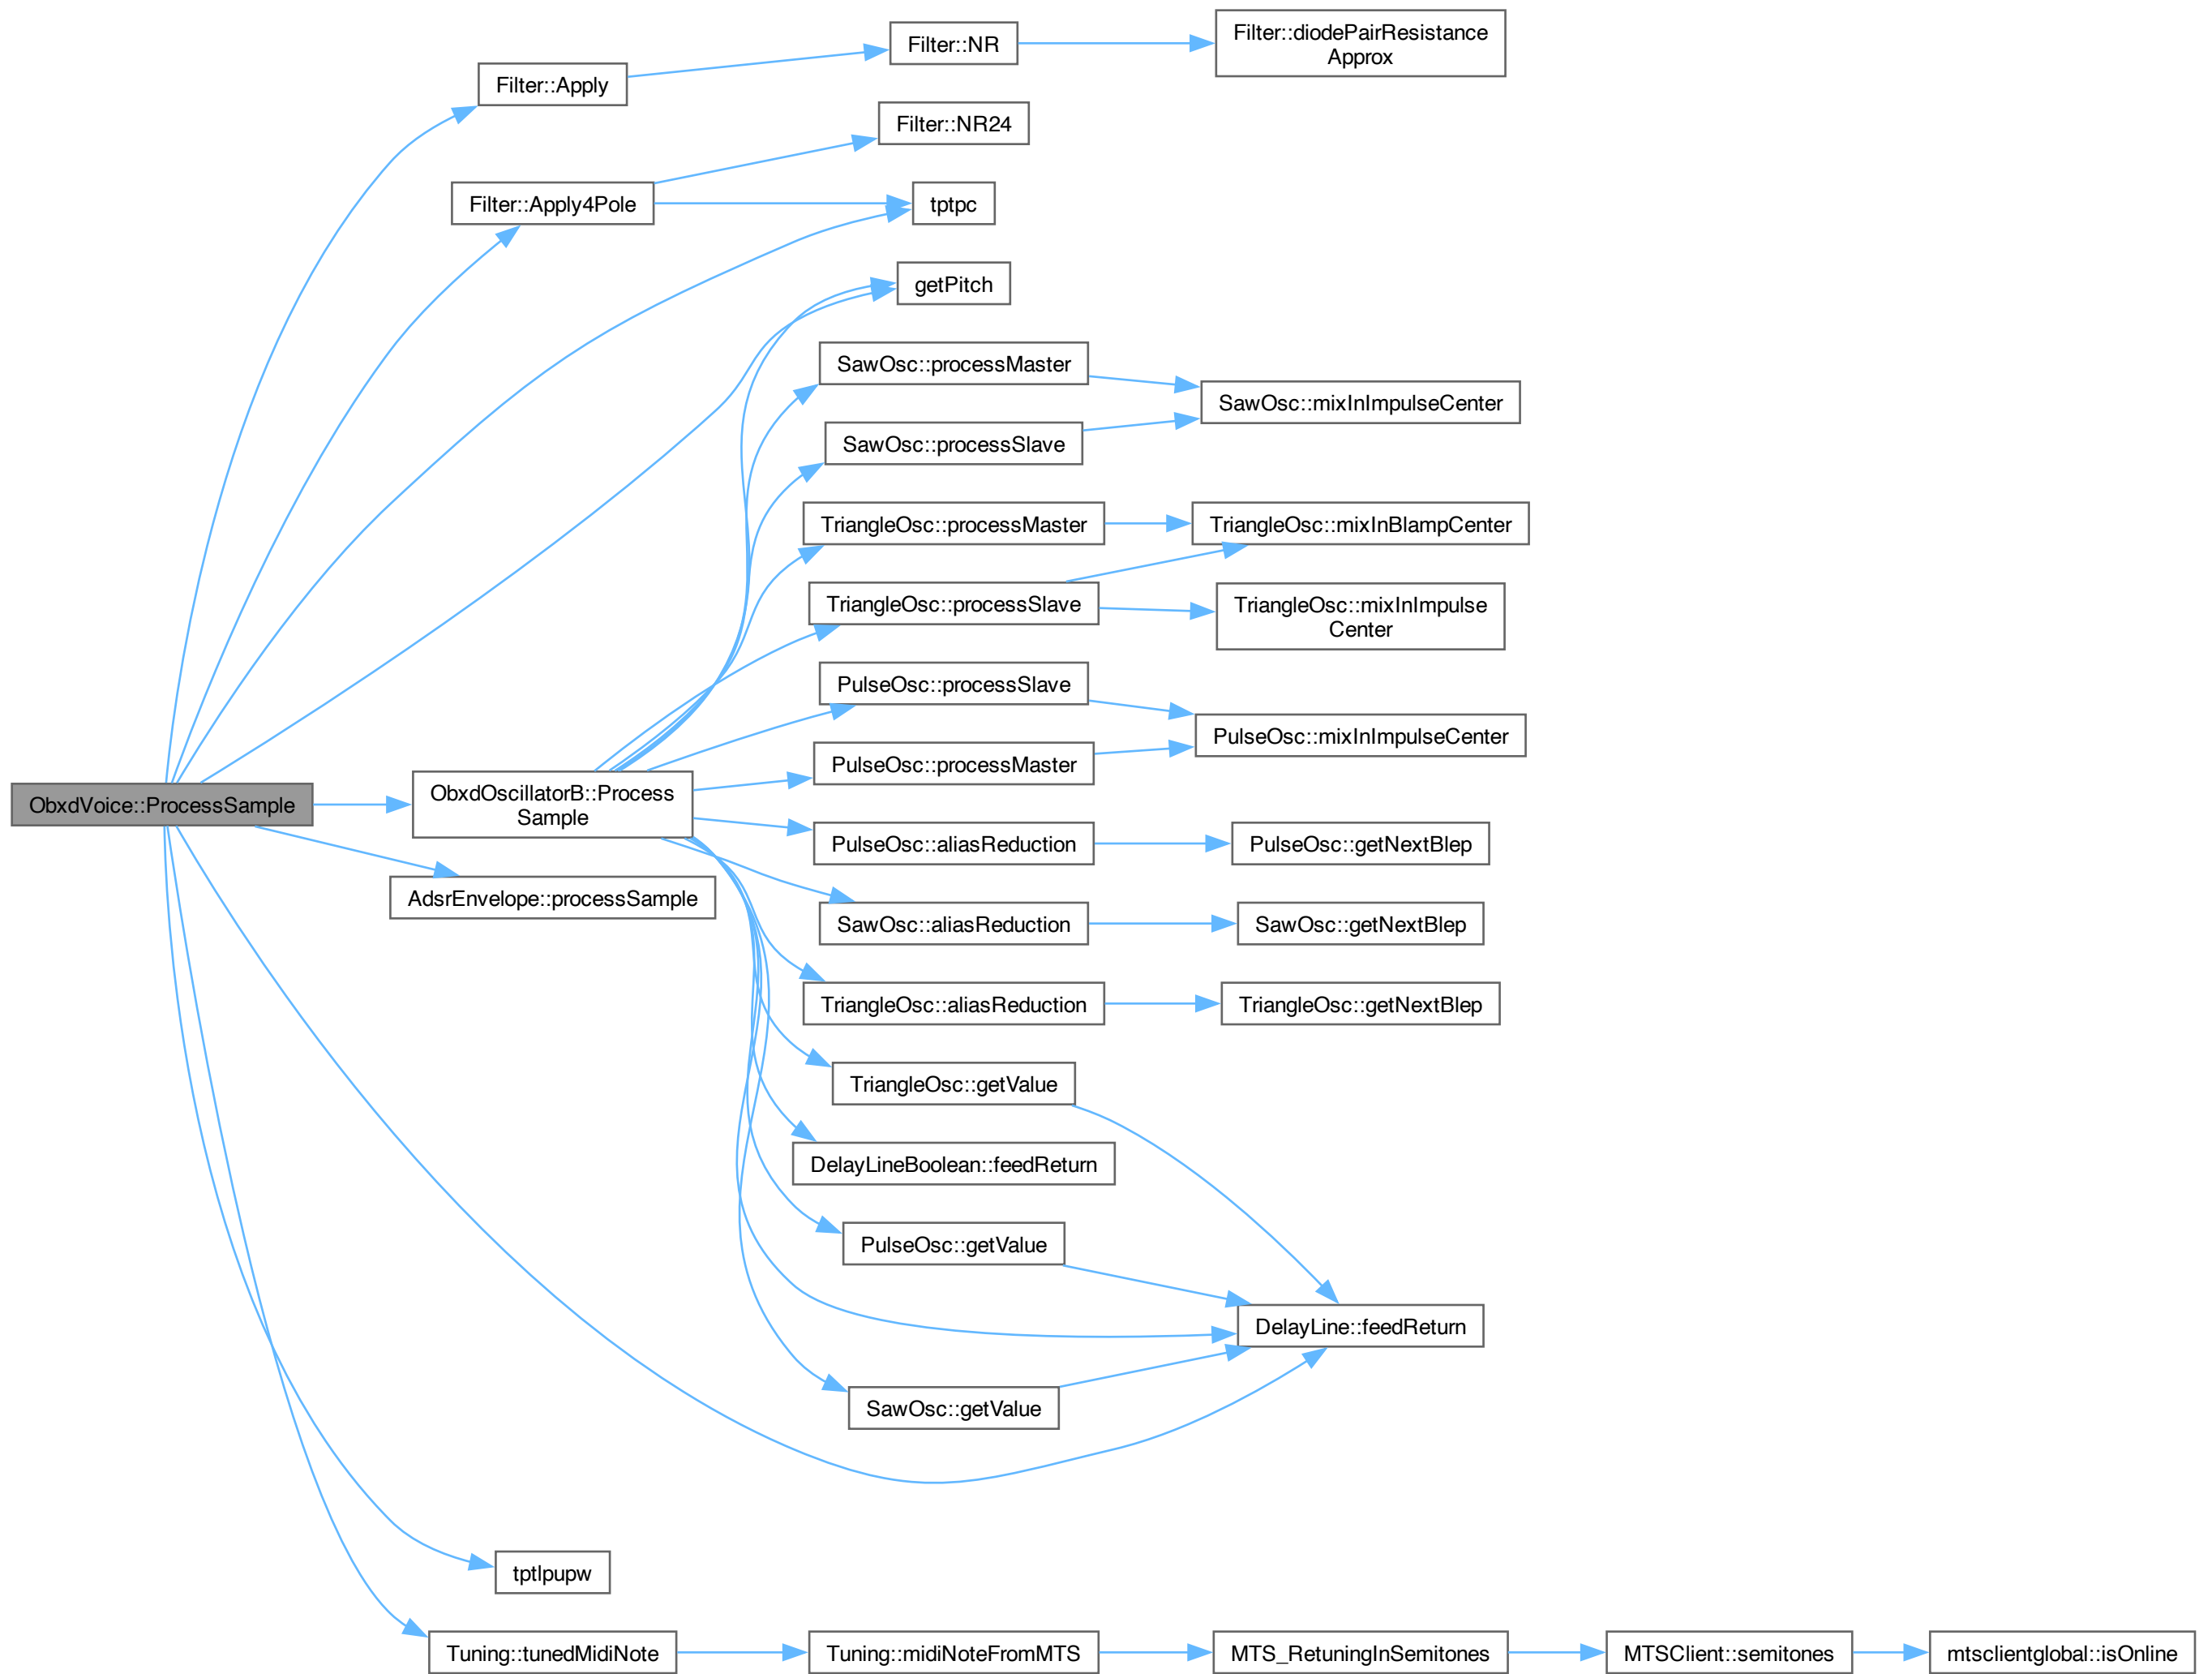 Filter::NR
Filter::diodePairResistance
Approx
Filter::Apply
Filter::NR24
Filter::Apply4Pole
tptpc
getPitch
SawOsc::processMaster
SawOsc::mixInImpulseCenter
SawOsc::processSlave
TriangleOsc::processMaster
TriangleOsc::mixInBlampCenter
TriangleOsc::processSlave
TriangleOsc::mixInImpulse
Center
PulseOsc::processSlave
PulseOsc::mixInImpulseCenter
PulseOsc::processMaster
ObxdVoice::ProcessSample
ObxdOscillatorB::Process
Sample
PulseOsc::aliasReduction
PulseOsc::getNextBlep
AdsrEnvelope::processSample
SawOsc::aliasReduction
SawOsc::getNextBlep
TriangleOsc::aliasReduction
TriangleOsc::getNextBlep
TriangleOsc::getValue
DelayLineBoolean::feedReturn
PulseOsc::getValue
DelayLine::feedReturn
SawOsc::getValue
tptlpupw
Tuning::tunedMidiNote
Tuning::midiNoteFromMTS
MTS_RetuningInSemitones
MTSClient::semitones
mtsclientglobal::isOnline